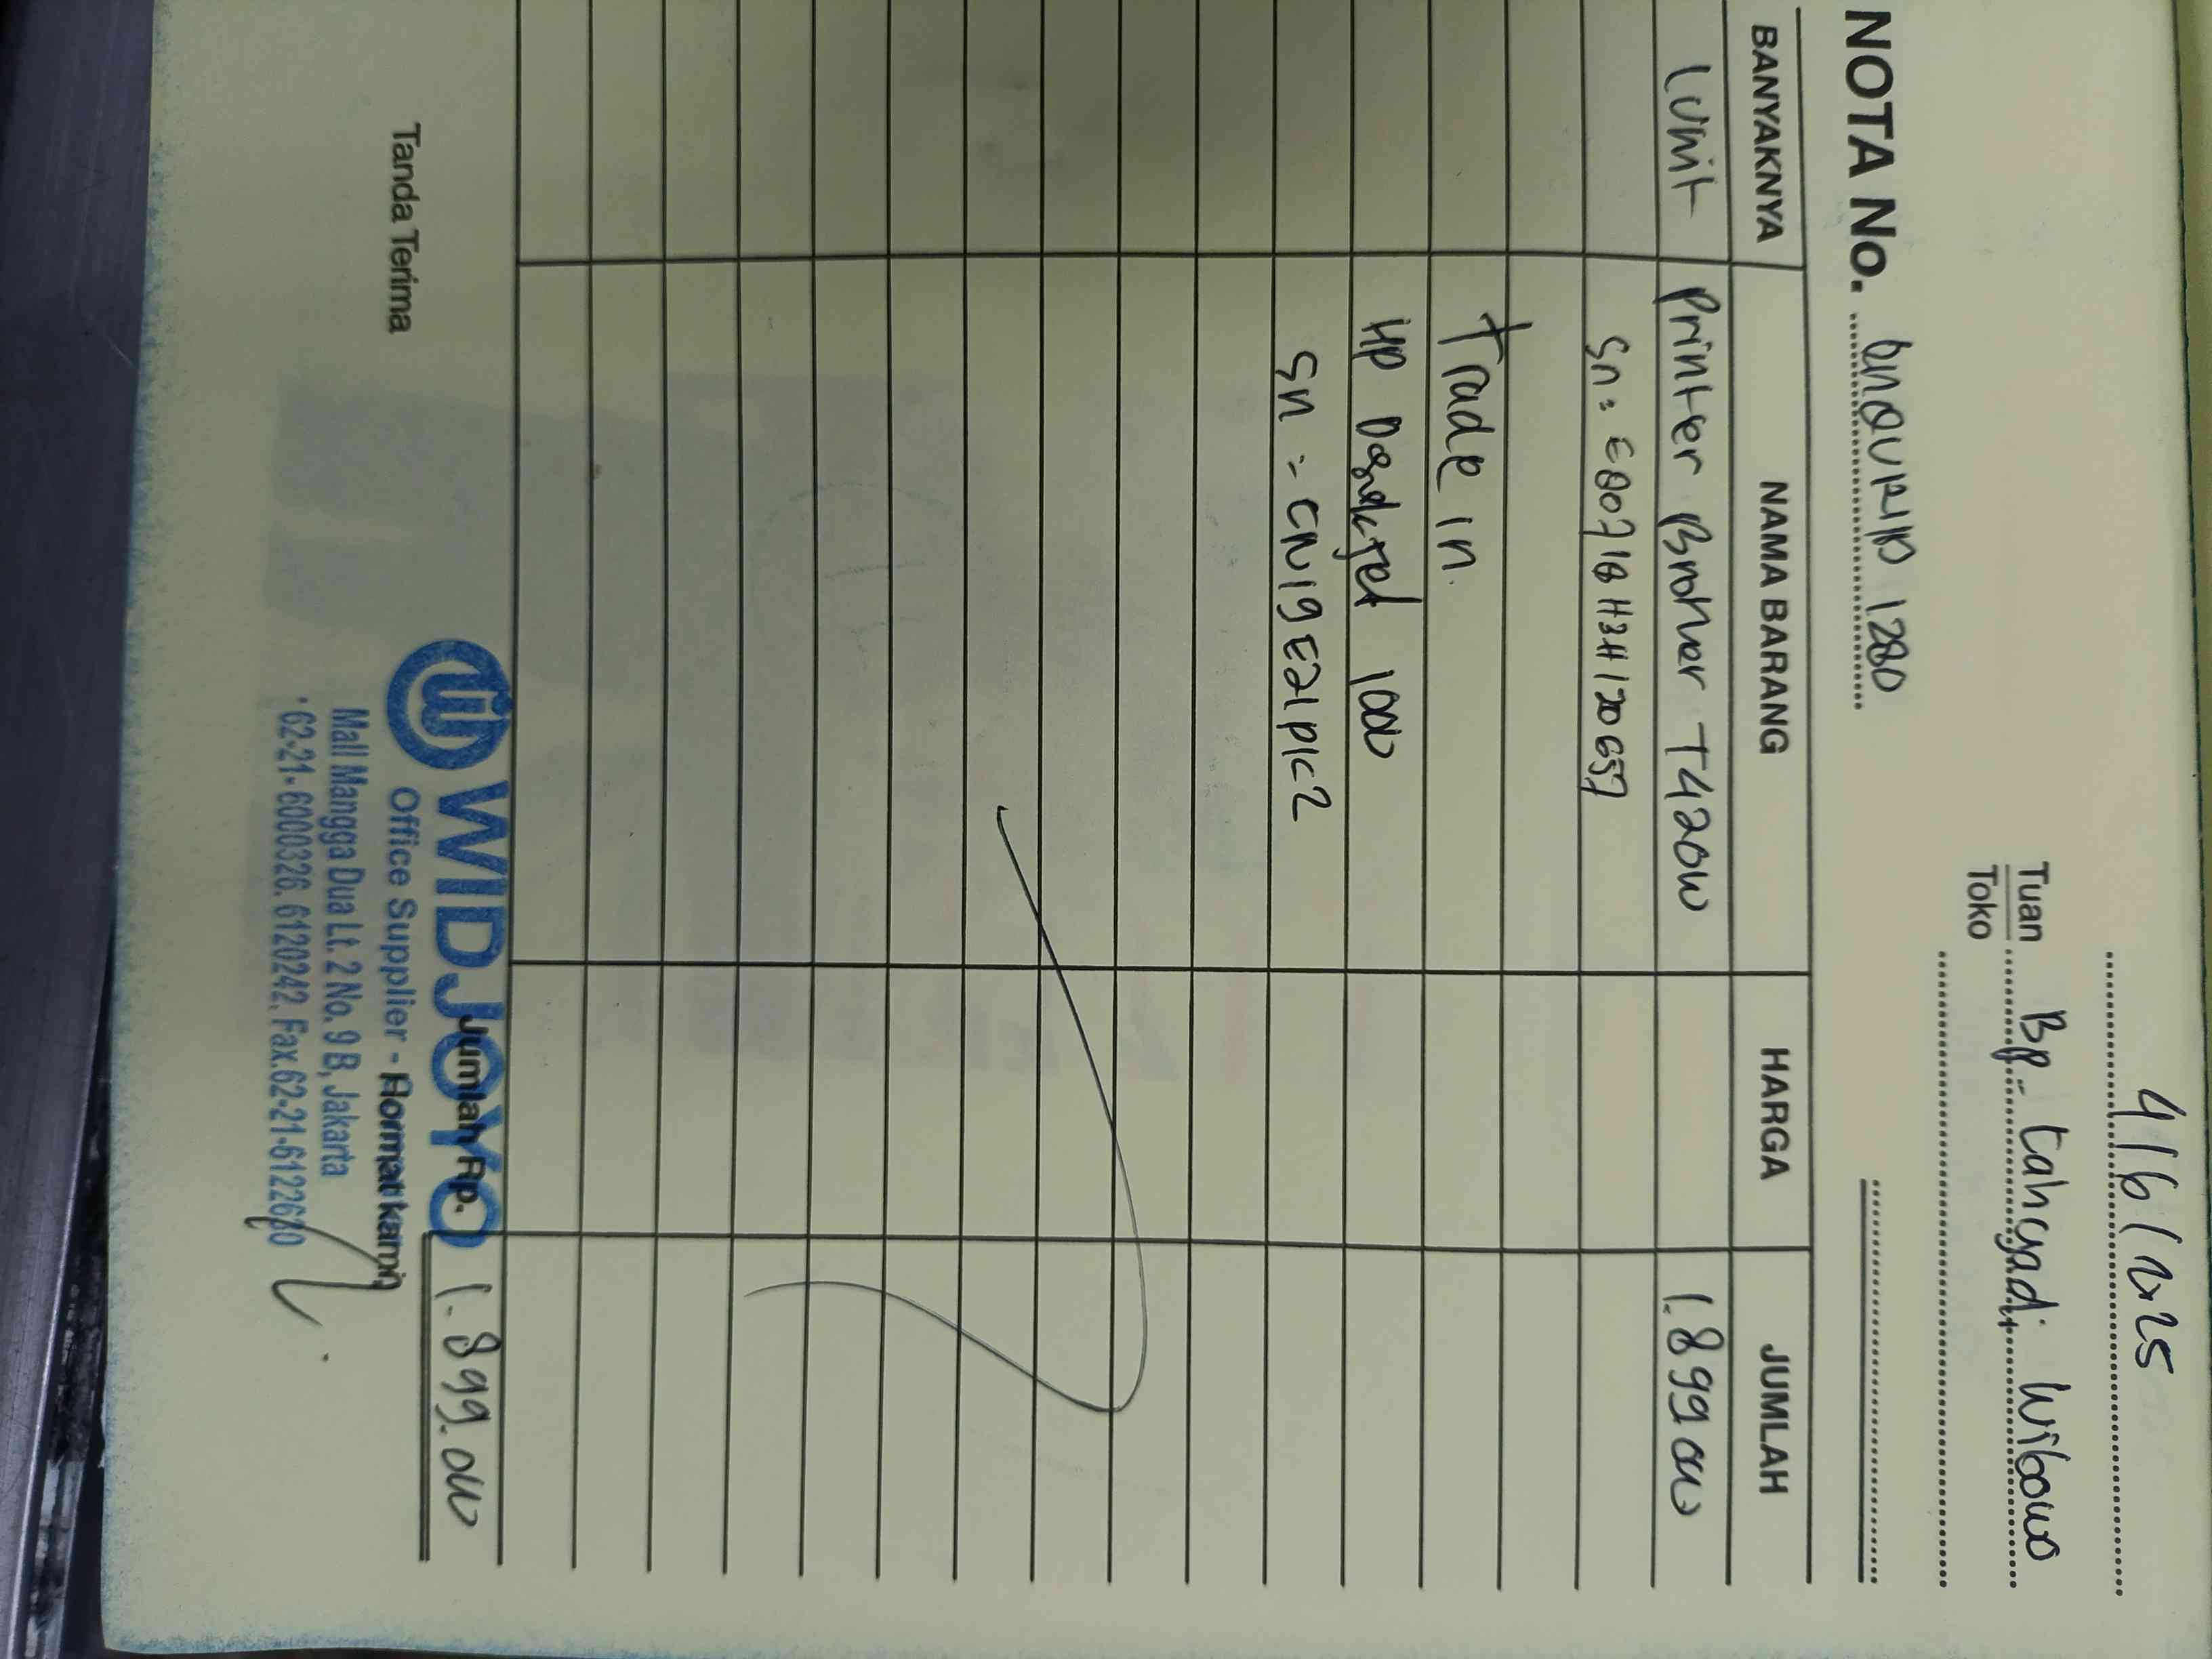 4/6/2025
Tuan Bp. Cahyadi Wibowo
Toko
NOTA No. 1280
BANYAKNYA NAMA BARANG HARGA JUMLAH
1 unit Printer Brother T420W 1.899.000
Sn: E80718H3H120657
Trade in
HP Deskjet 1000
Sn = CN19E21P1C2
Jumlah Rp. 1.899.000
Tanda Terima
Hormat kami,
WIDJOYO
Office Supplier -
Mall Mangga Dua Lt. 2 No. 9 B, Jakarta
62-21-6000326, 6120242, Fax.62-21-6122680